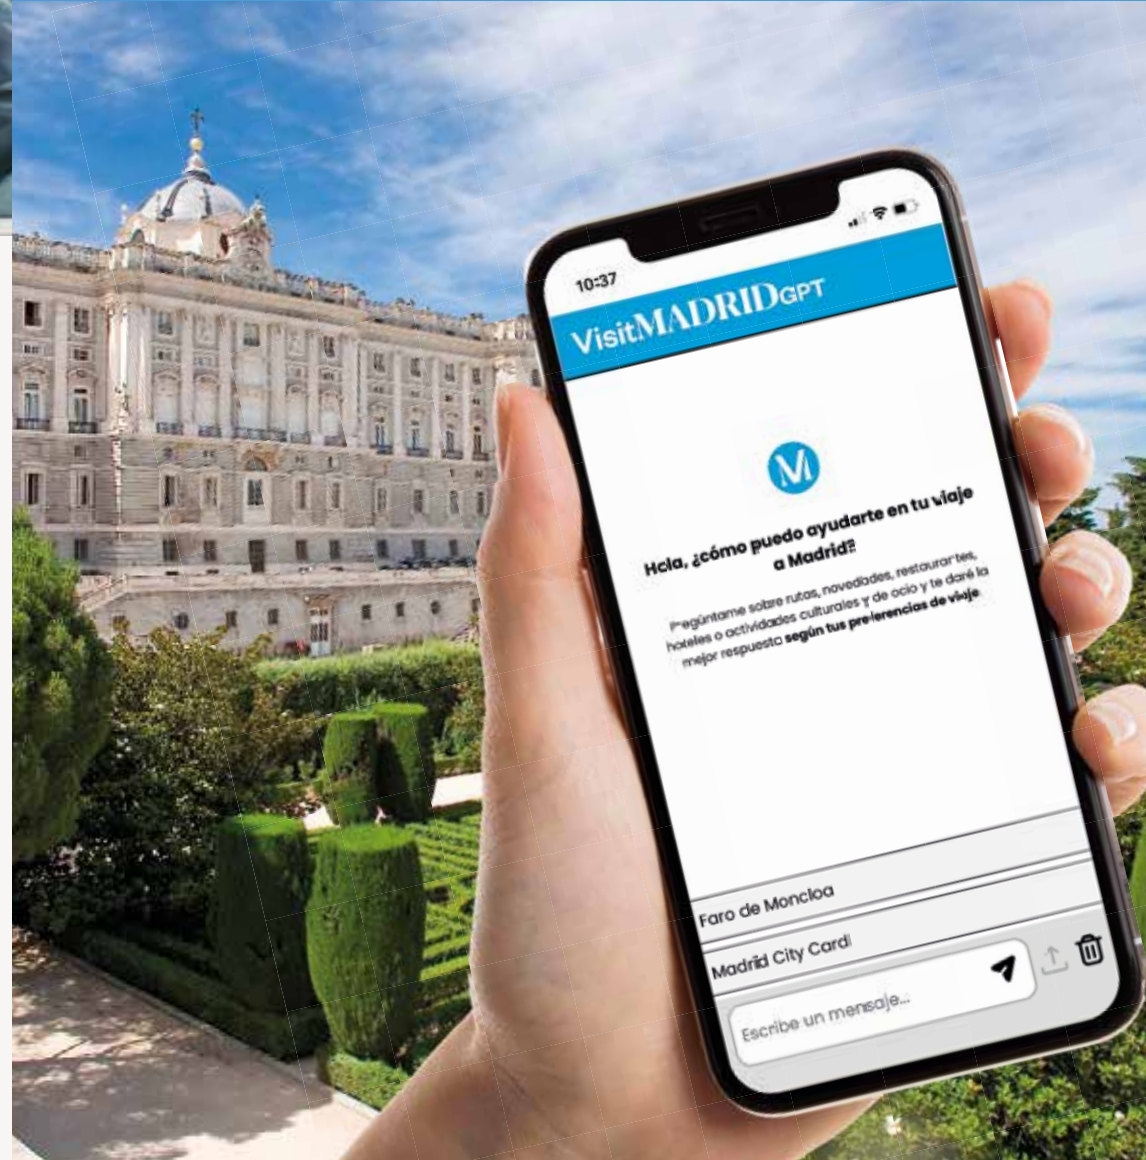 10:37
VisitMADRIDGPT
M
Hola, ¿cómo puedo ayudarte en tu viaje
a Madrid?
Pregúntame sobre rutas, novedades, restaurantes,
hoteles o actividades culturales y de ocio y te daré la
mejor respuesta según tus preferencias de viaje
Faro de Moncloa
Madrid City Card
Escribe un mensaje...